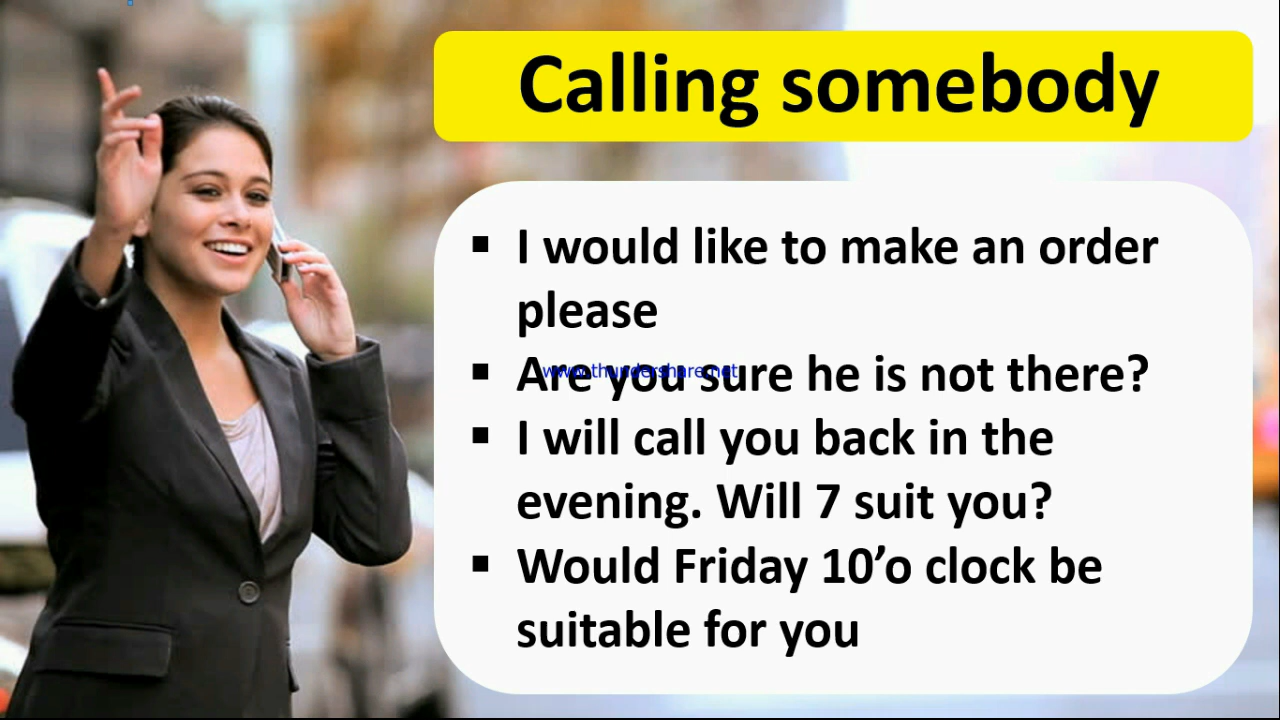 Calling somebody
▪ I would like to make an order
please
▪ Are you sure he is not there?
www.thundershare.net
▪ I will call you back in the
evening. Will 7 suit you?
▪ Would Friday 10’o clock be
suitable for you